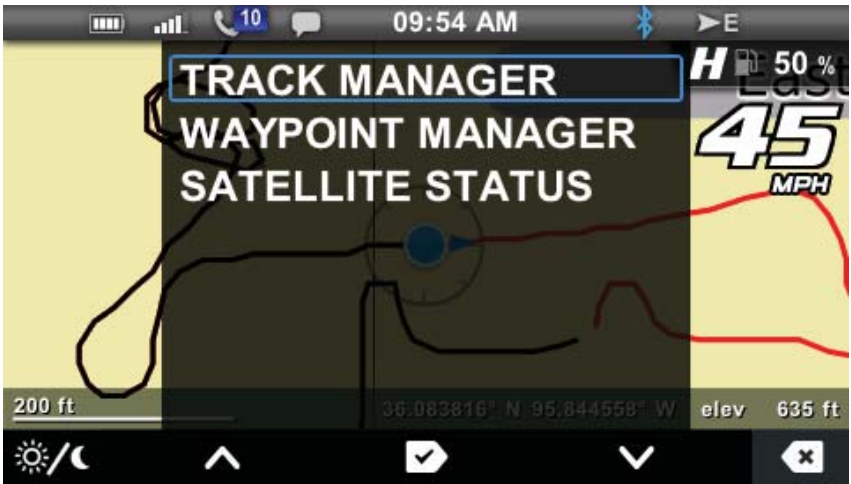 10 09:54 AM E
TRACK MANAGER
H 50 %
East
WAYPOINT MANAGER
45
MPH
SATELLITE STATUS
200 ft 36.083816° N 95.844558° W elev 635 ft